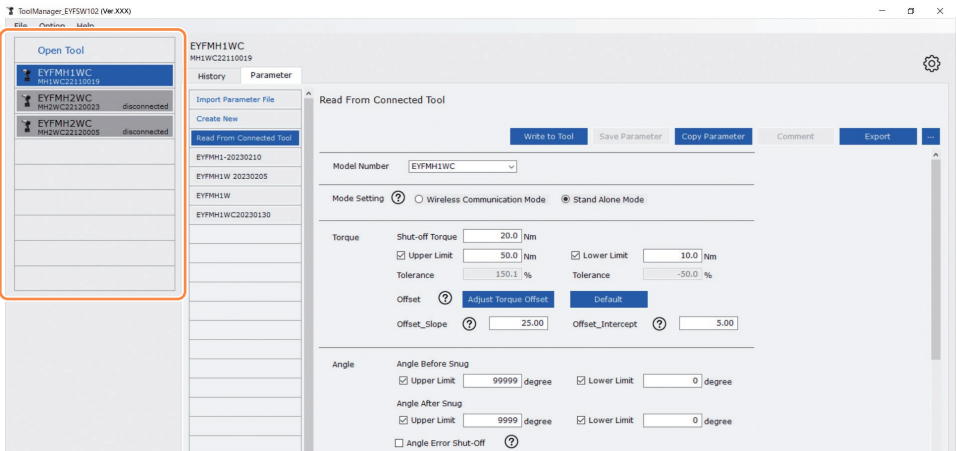 ToolManager_EYFSW102 (Ver.XXX)
File Option Help
Open Tool
EYFMH1WC
MH1WC22110019
EYFMH2WC
MH2WC22120023 disconnected
EYFMH2WC
MH2WC22120005 disconnected
EYFMH1WC
MH1WC22110019
History Parameter
Import Parameter File
Create New
Read From Connected Tool
EYFMH1-20230210
EYFMH1W 20230205
EYFMH1W
EYFMH1WC20230130
Read From Connected Tool
Write to Tool Save Parameter Copy Parameter Comment Export ...
Model Number EYFMH1WC
Mode Setting ? Wireless Communication Mode Stand Alone Mode
Torque Shut-off Torque 20.0 Nm
Upper Limit 50.0 Nm Lower Limit 10.0 Nm
Tolerance 150.1 % Tolerance -50.0 %
Offset ? Adjust Torque Offset Default
Offset_Slope ? 25.00 Offset_Intercept ? 5.00
Angle Angle Before Snug
Upper Limit 99999 degree Lower Limit 0 degree
Angle After Snug
Upper Limit 9999 degree Lower Limit 0 degree
Angle Error Shut-Off ?